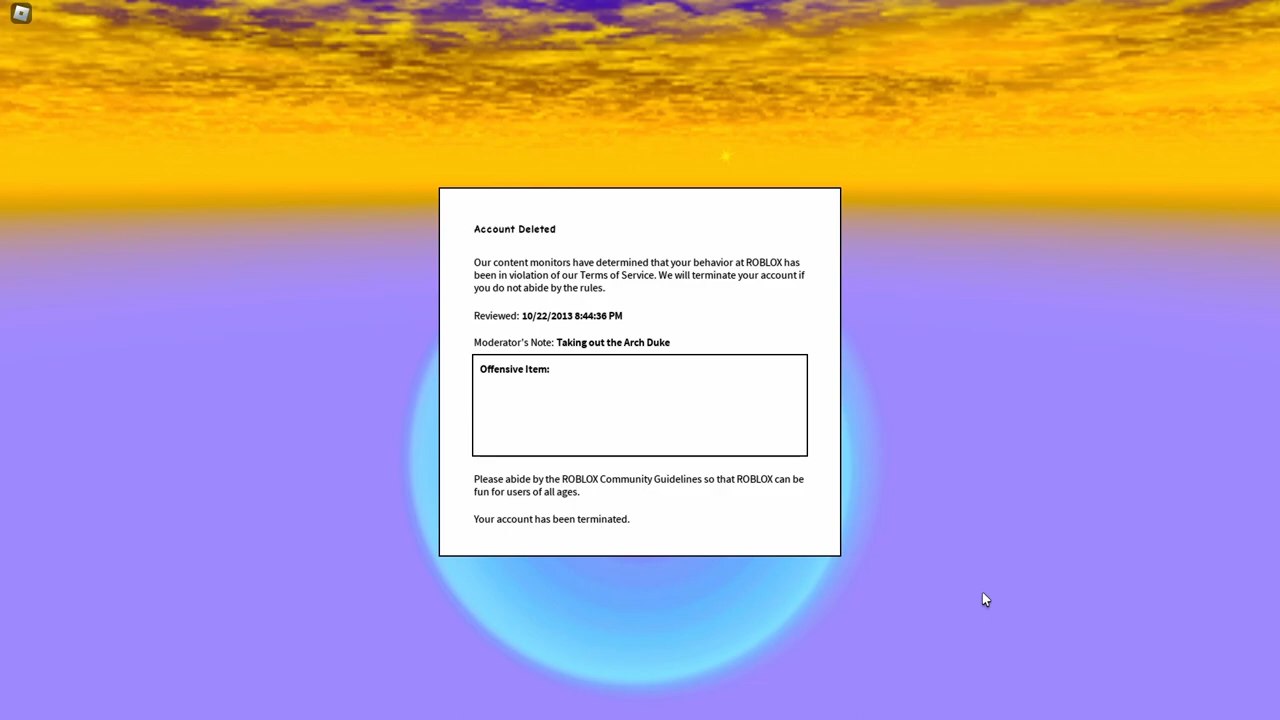 Account Deleted
Our content monitors have determined that your behavior at ROBLOX has
been in violation of our Terms of Service. We will terminate your account if
you do not abide by the rules.
Reviewed: 10/22/2013 8:44:36 PM
Moderator's Note: Taking out the Arch Duke
Offensive Item:
Please abide by the ROBLOX Community Guidelines so that ROBLOX can be
fun for users of all ages.
Your account has been terminated.